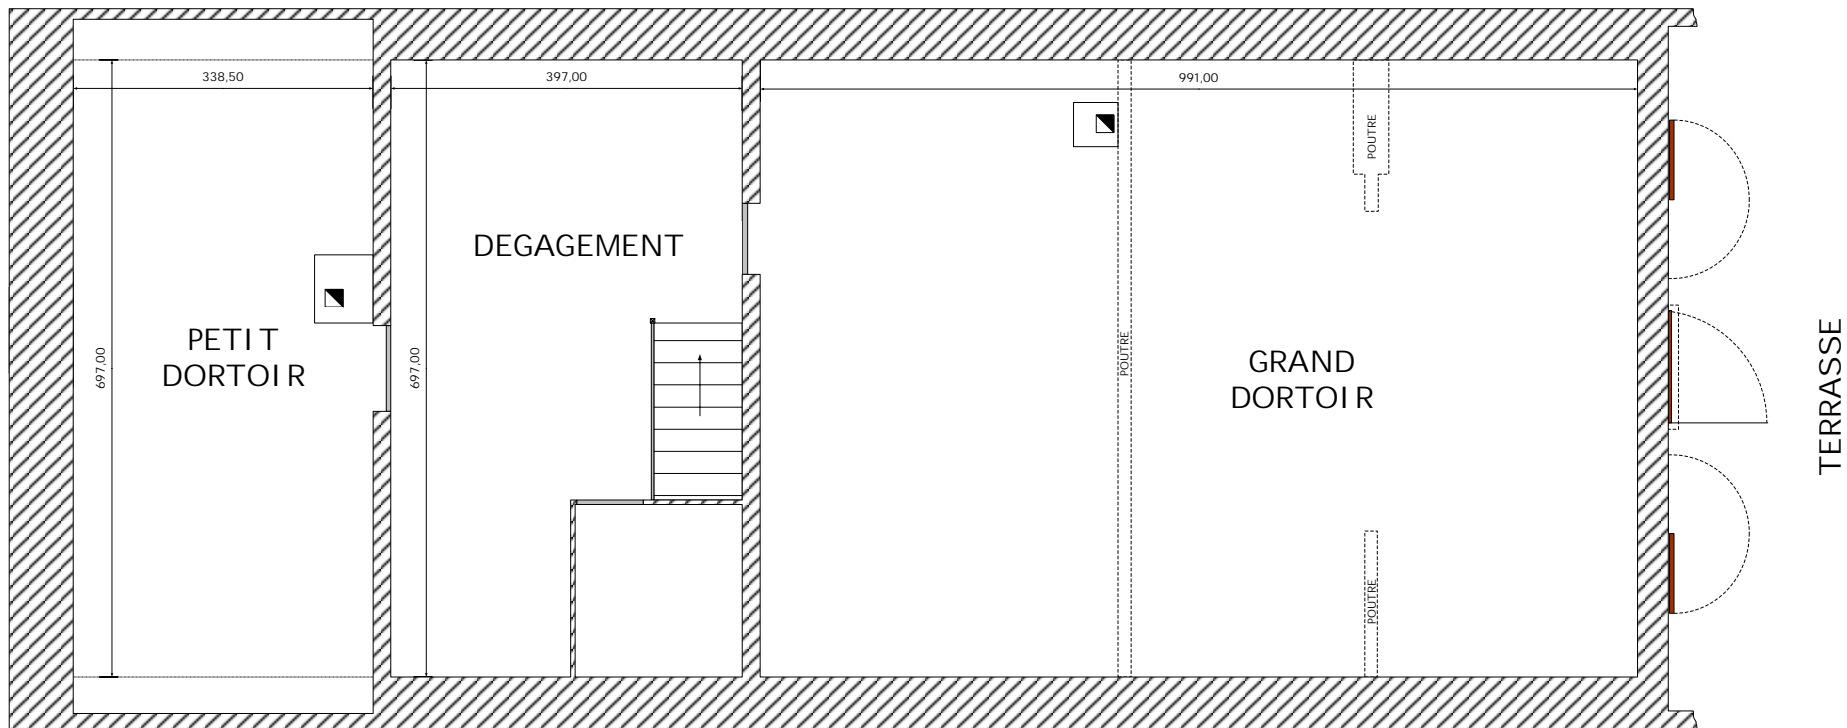 338,50
397,00
991,00
POUTRE
DEGAGEMENT
PETIT
DORTOIR
697,00
697,00
POUTRE
GRAND
DORTOIR
TERRASSE
POUTRE